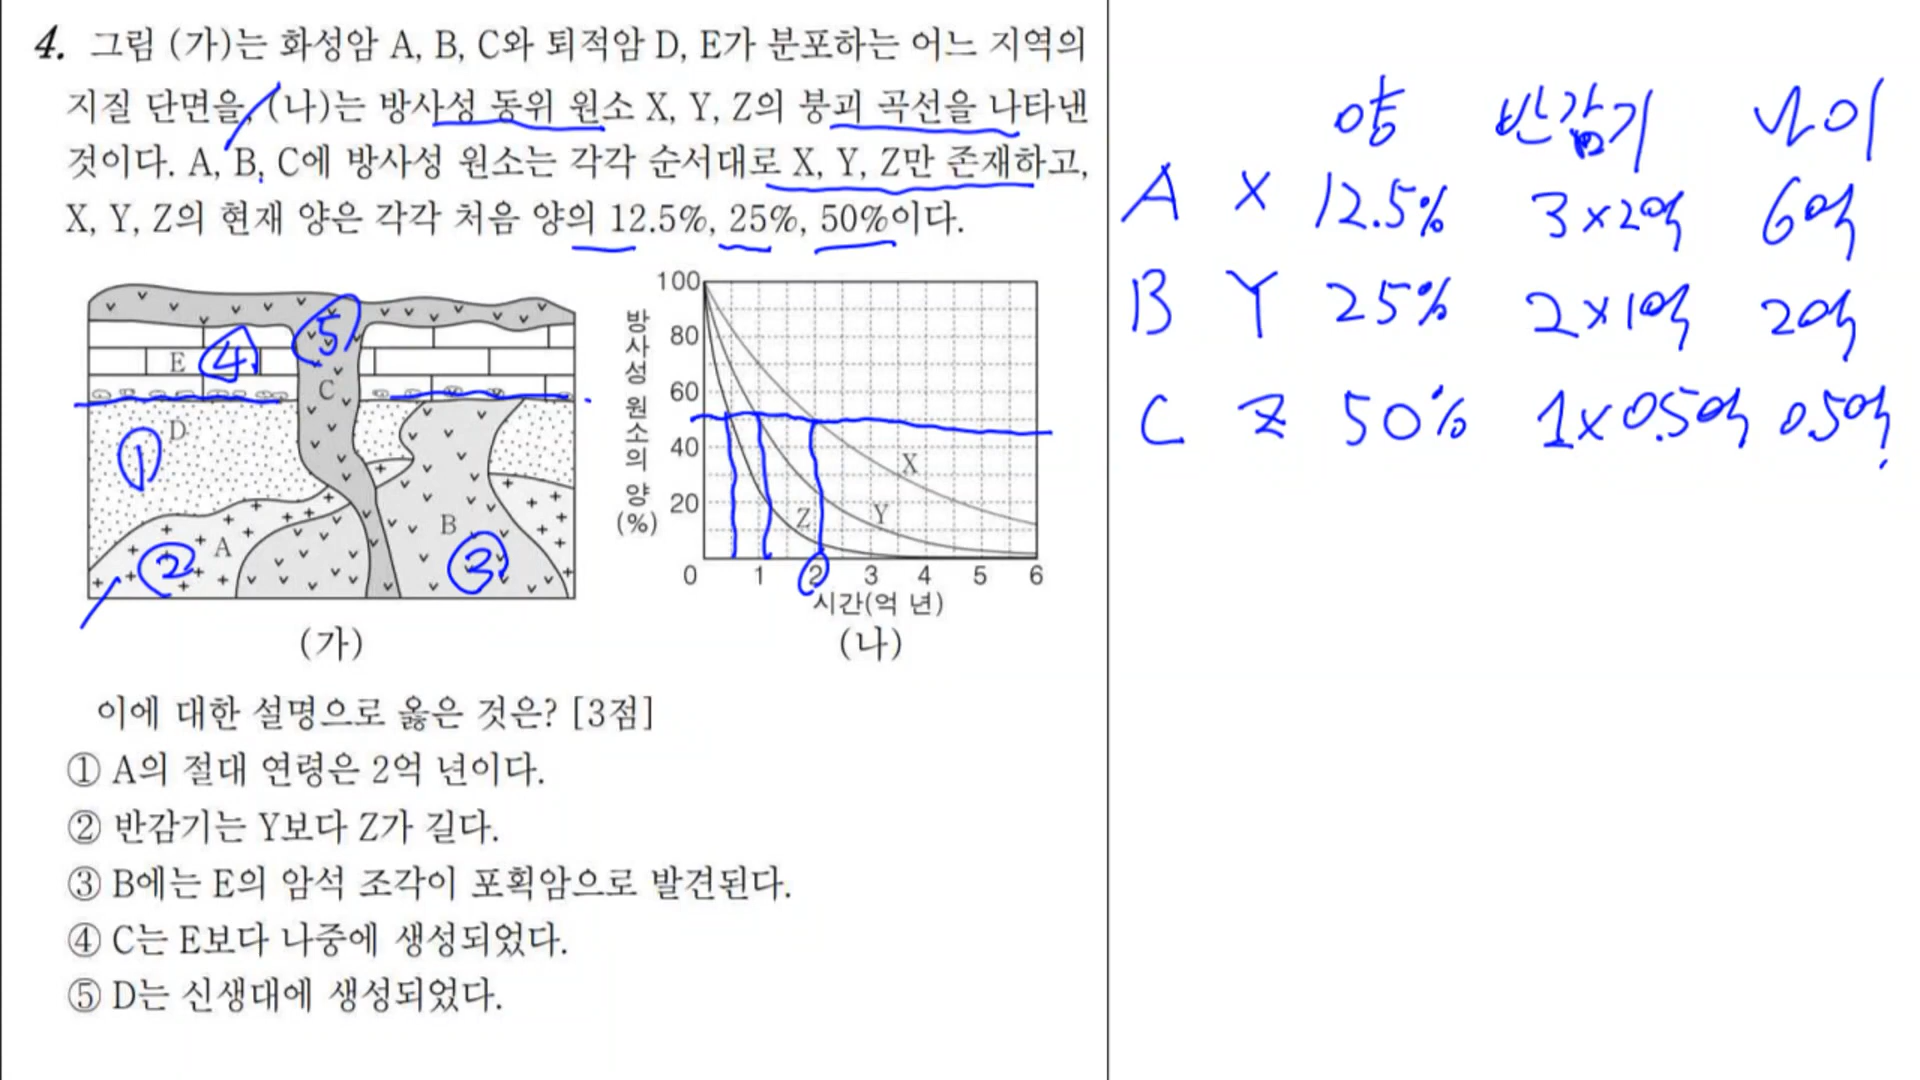 4. 그림 (가)는 화성암 A, B, C와 퇴적암 D, E가 분포하는 어느 지역의
지질 단면을, (나)는 방사성 동위 원소 X, Y, Z의 붕괴 곡선을 나타낸
것이다. A, B, C에 방사성 원소는 각각 순서대로 X, Y, Z만 존재하고,
X, Y, Z의 현재 양은 각각 처음 양의 12.5%, 25%, 50%이다.
E ④
⑤
C
D
①
A
②
B
③
(가)
방사성 원소의 양(%)
100
80
60
40
20
X
Y
Z
0 1 2 3 4 5 6
시간(억 년)
(나)
이에 대한 설명으로 옳은 것은? [3점]
① A의 절대 연령은 2억 년이다.
② 반감기는 Y보다 Z가 길다.
③ B에는 E의 암석 조각이 포획암으로 발견된다.
④ C는 E보다 나중에 생성되었다.
⑤ D는 신생대에 생성되었다.
양 반감기 나이
A X 12.5% 3×2억 6억
B Y 25% 2×1억 2억
C Z 50% 1×0.5억 0.5억